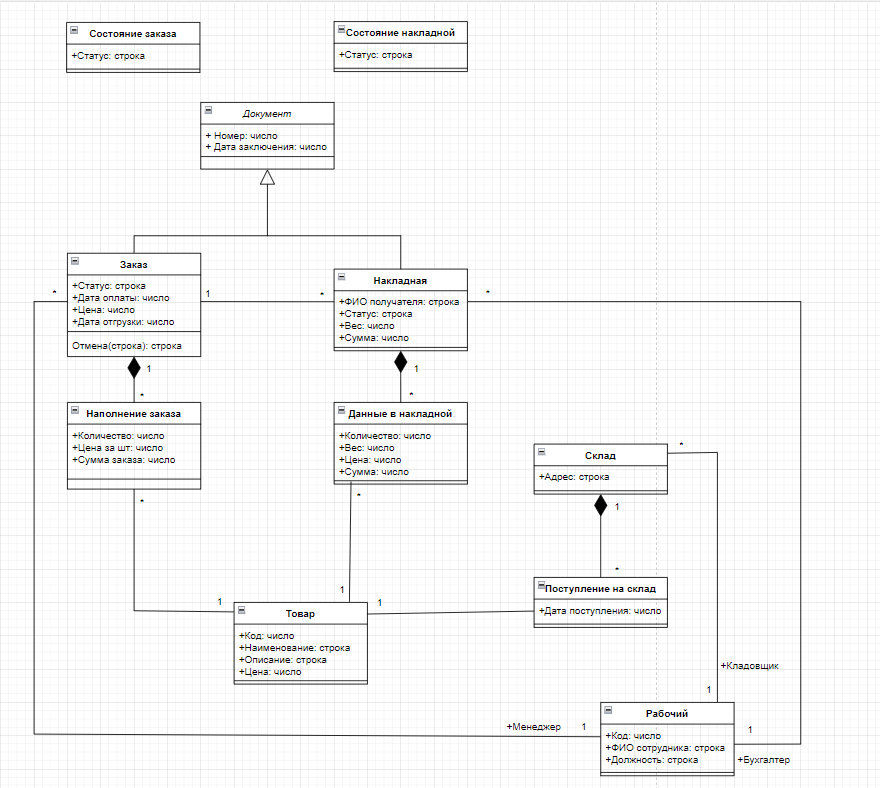 Состояние заказа
+Статус: строка
Состояние накладной
+Статус: строка
Документ
+ Номер: число
+ Дата заключения: число
Заказ
+Статус: строка
+Дата оплаты: число
+Цена: число
+Дата отгрузки: число
Отмена(строка): строка
*
1
*
Накладная
+ФИО получателя: строка
+Статус: строка
+Вес: число
+Сумма: число
*
1
*
1
*
Наполнение заказа
+Количество: число
+Цена за шт: число
+Сумма заказа: число
*
Данные в накладной
+Количество: число
+Вес: число
+Цена: число
+Сумма: число
*
Склад
+Адрес: строка
*
1
*
Поступление на склад
+Дата поступления: число
1
1
1
Товар
+Код: число
+Наименование: строка
+Описание: строка
+Цена: число
+Кладовщик
1
+Менеджер
1
Рабочий
+Код: число
+ФИО сотрудника: строка
+Должность: строка
1
+Бухгалтер